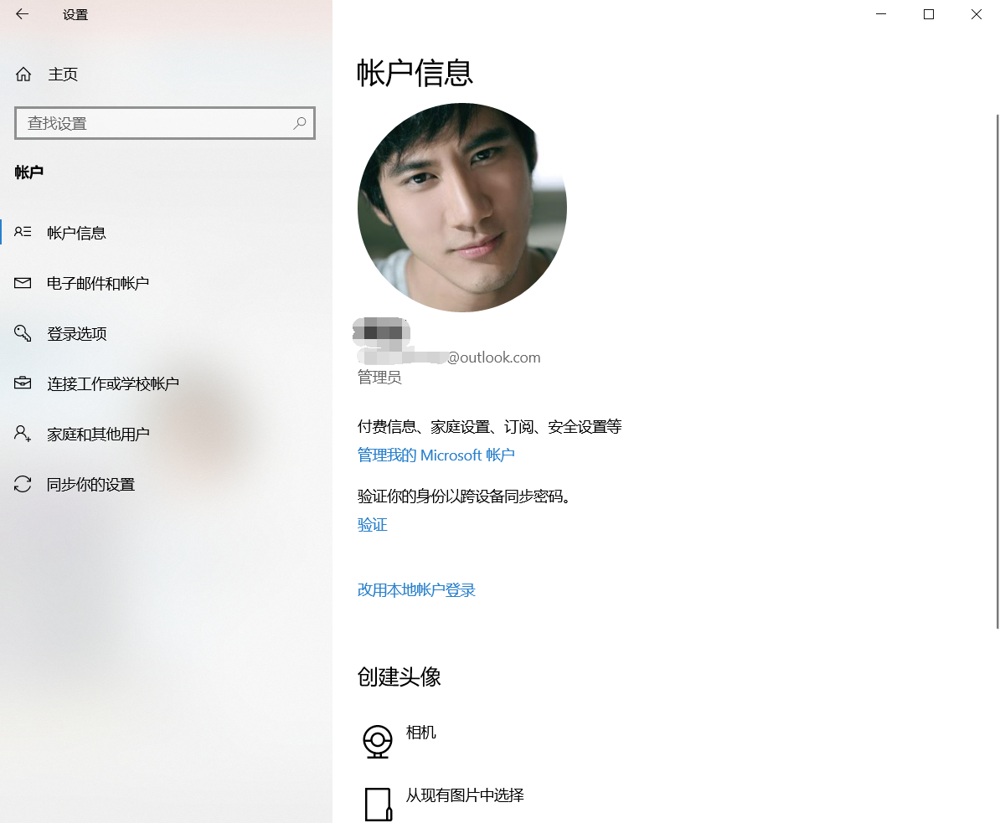 设置
主页
查找设置
帐户
帐户信息
电子邮件和帐户
登录选项
连接工作或学校帐户
家庭和其他用户
同步你的设置
帐户信息
@outlook.com
管理员
付费信息、家庭设置、订阅、安全设置等
管理我的 Microsoft 帐户
验证你的身份以跨设备同步密码。
验证
改用本地帐户登录
创建头像
相机
从现有图片中选择